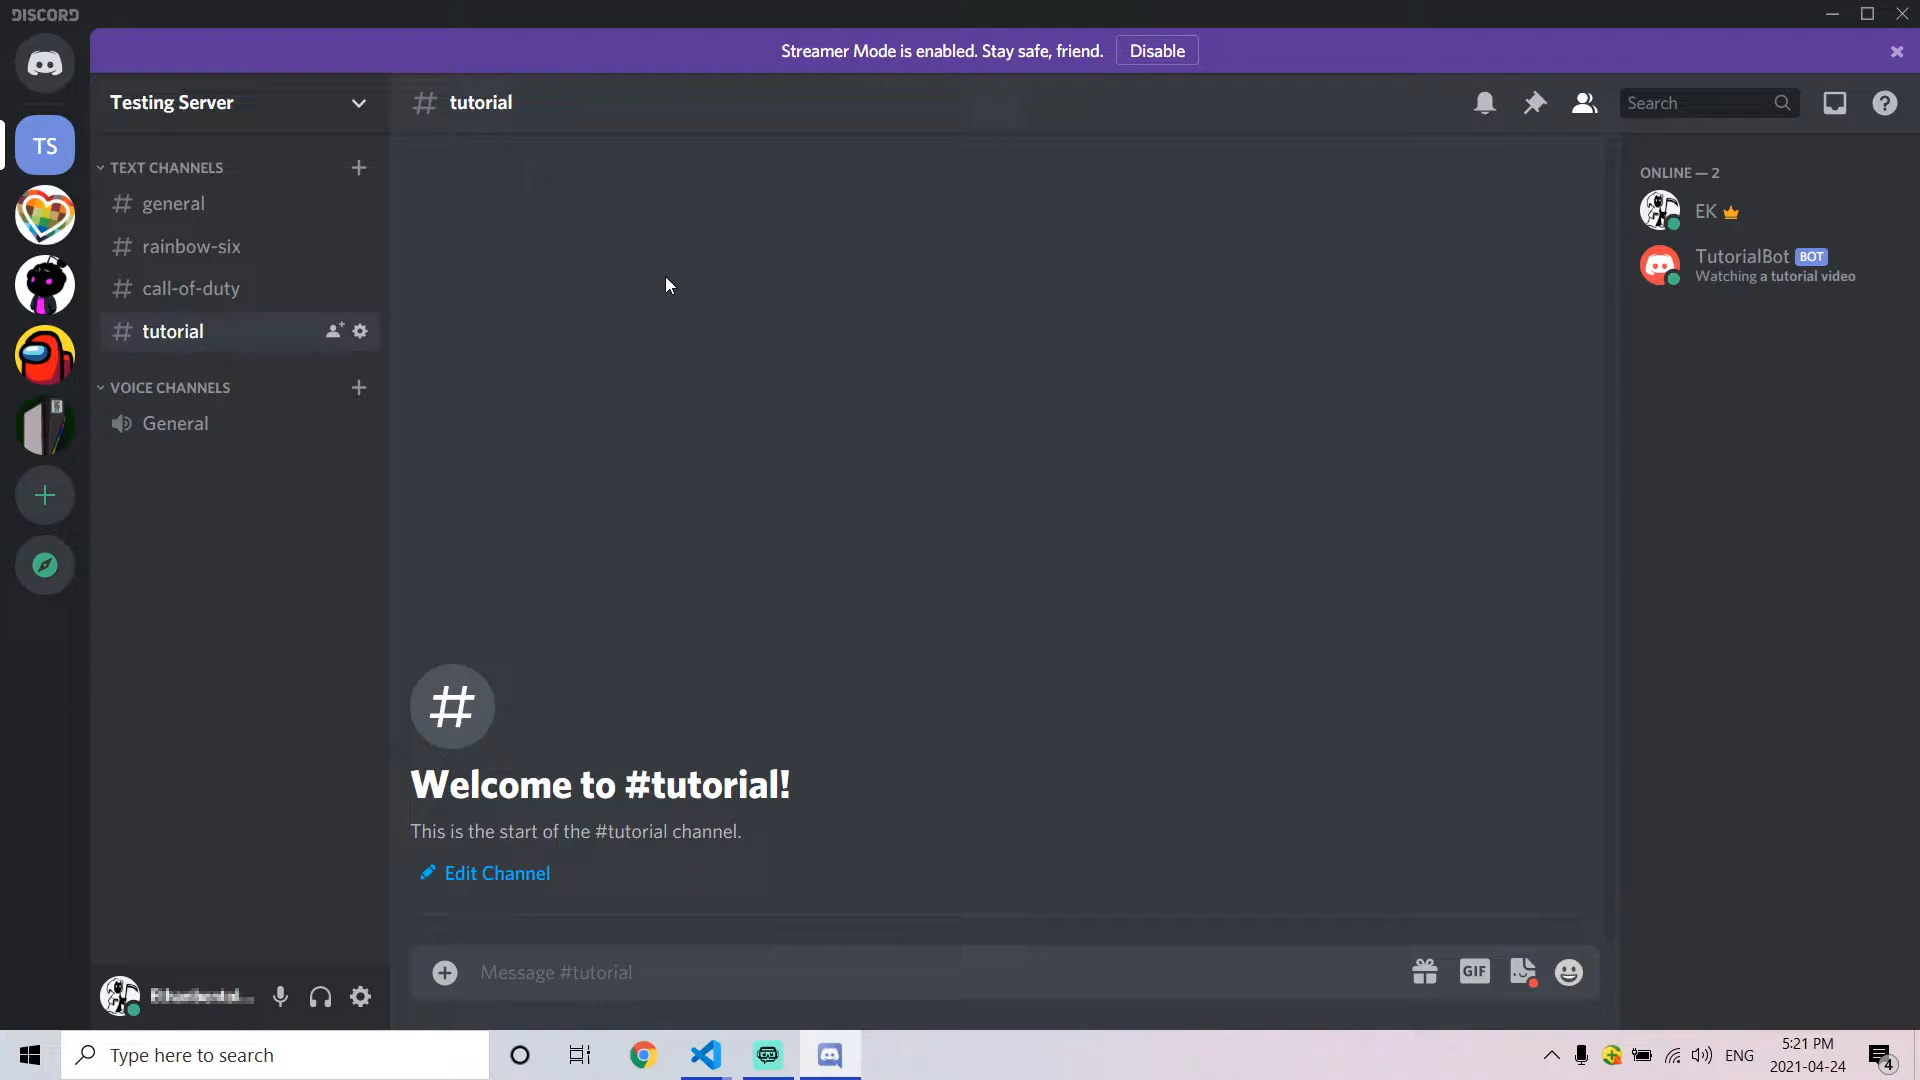 DISCORD
Streamer Mode is enabled. Stay safe, friend.
Disable
Testing Server
tutorial
Search
TS
TEXT CHANNELS
general
rainbow-six
call-of-duty
tutorial
VOICE CHANNELS
General
ONLINE — 2
EK
TutorialBot BOT
Watching a tutorial video
#
Welcome to #tutorial!
This is the start of the #tutorial channel.
Edit Channel
Message #tutorial
GIF
Type here to search
ENG
5:21 PM
2021-04-24
4